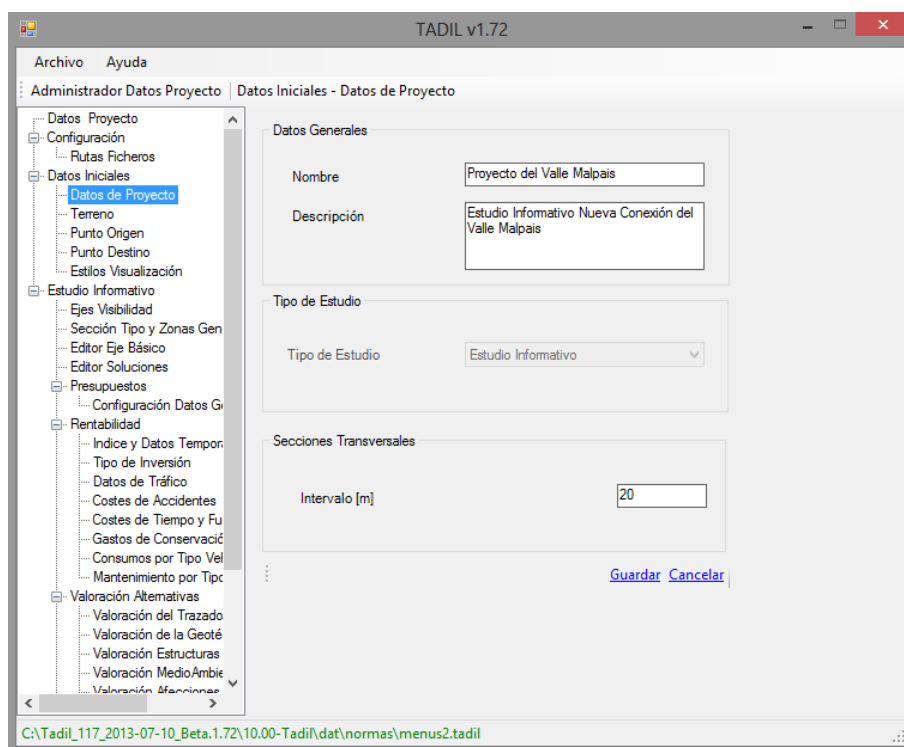 TADIL v1.72
Archivo Ayuda
Administrador Datos Proyecto Datos Iniciales - Datos de Proyecto
Datos Proyecto
Configuración
Rutas Ficheros
Datos Iniciales
Datos de Proyecto
Terreno
Punto Origen
Punto Destino
Estilos Visualización
Estudio Informativo
Ejes Visibilidad
Sección Tipo y Zonas Gen
Editor Eje Básico
Editor Soluciones
Presupuestos
Configuración Datos G
Rentabilidad
Indice y Datos Tempor
Tipo de Inversión
Datos de Tráfico
Costes de Accidentes
Costes de Tiempo y Fu
Gastos de Conservació
Consumos por Tipo Vel
Mantenimiento por Tipo
Valoración Alternativas
Valoración del Trazado
Valoración de la Geoté
Valoración Estructuras
Valoración MedioAmbie
Valoración Afecciones
Datos Generales
Nombre
Proyecto del Valle Malpais
Descripción
Estudio Informativo Nueva Conexión del
Valle Malpais
Tipo de Estudio
Tipo de Estudio
Estudio Informativo
Secciones Transversales
Intervalo [m]
20
Guardar Cancelar
C:\Tadil_117_2013-07-10_Beta.1.72\10.00-Tadil\dat\normas\menus2.tadil